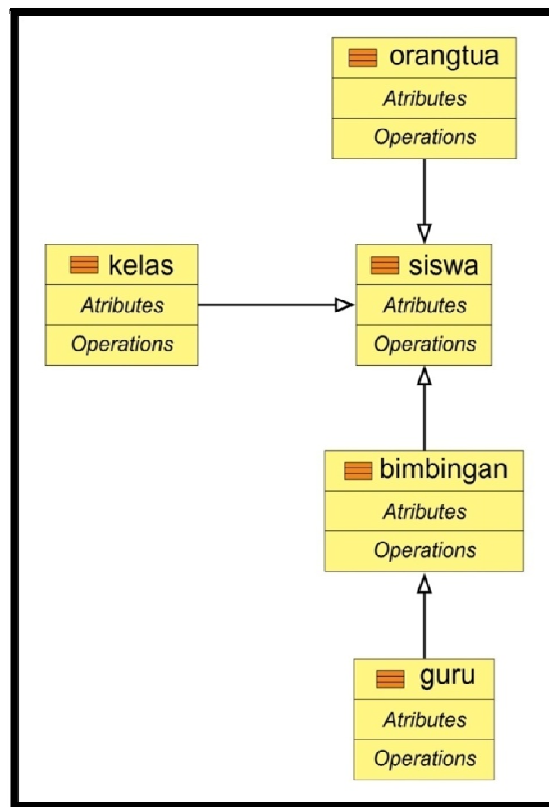 orangtua
Atributes
Operations
kelas
Atributes
Operations
siswa
Atributes
Operations
bimbingan
Atributes
Operations
guru
Atributes
Operations